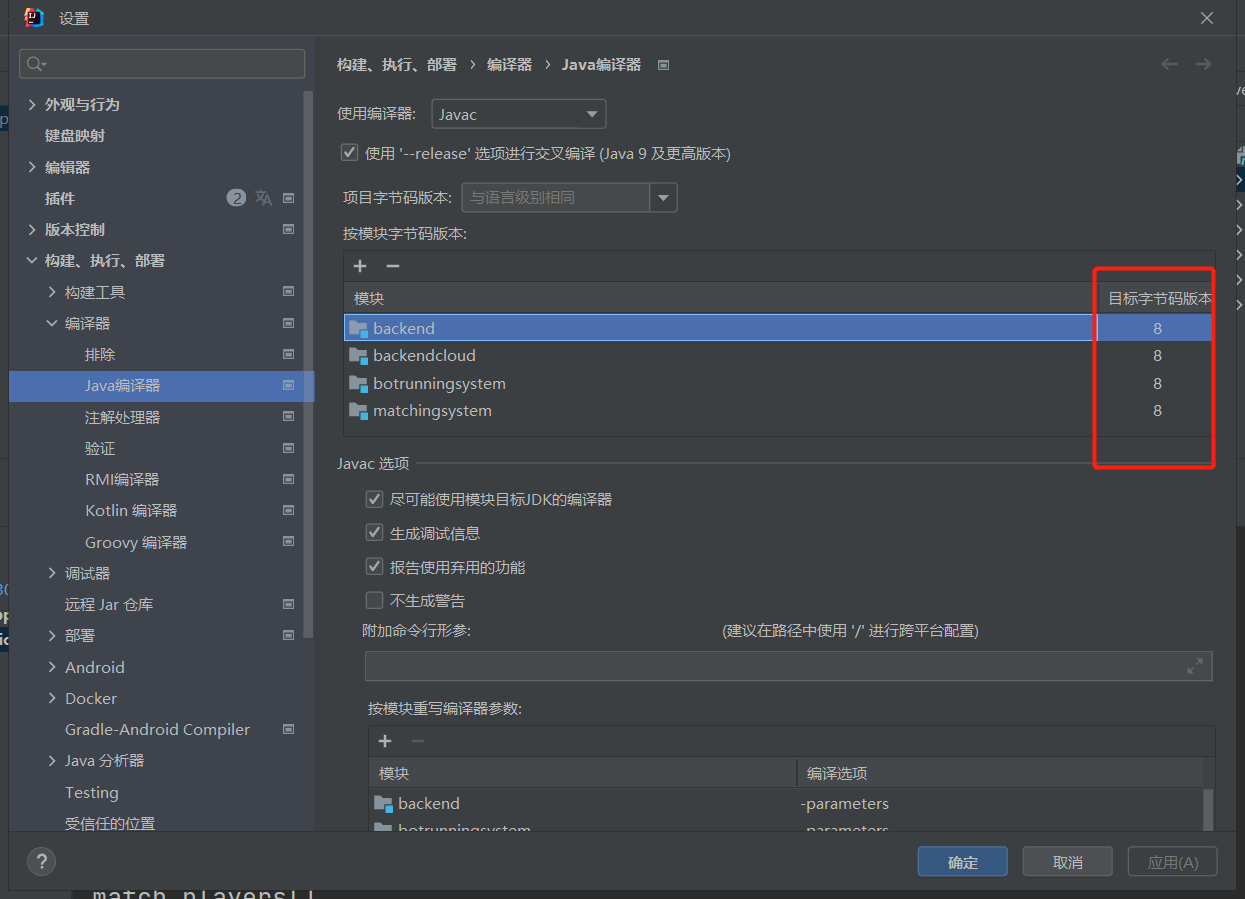 设置
构建、执行、部署 › 编译器 › Java编译器
使用编译器: Javac
使用 '--release' 选项进行交叉编译 (Java 9 及更高版本)
项目字节码版本: 与语言级别相同
按模块字节码版本:
模块 目标字节码版本
backend 8
backendcloud 8
botrunningsystem 8
matchingsystem 8
Javac 选项
尽可能使用模块目标JDK的编译器
生成调试信息
报告使用弃用的功能
不生成警告
附加命令行形参: (建议在路径中使用 '/' 进行跨平台配置)
按模块重写编译器参数:
模块 编译选项
backend -parameters
botrunningsystem -parameters
外观与行为
键盘映射
编辑器
插件 2
版本控制
构建、执行、部署
构建工具
编译器
排除
Java编译器
注解处理器
验证
RMI编译器
Kotlin 编译器
Groovy 编译器
调试器
远程 Jar 仓库
部署
Android
Docker
Gradle-Android Compiler
Java 分析器
Testing
受信任的位置
?
确定 取消 应用(A)